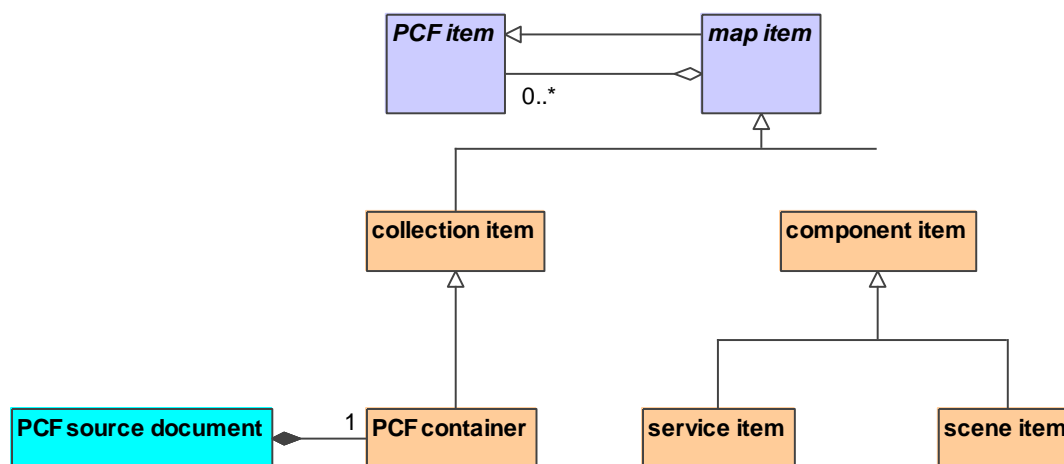 PCF item
map item
0..*
collection item
component item
PCF source document
1
PCF container
service item
scene item